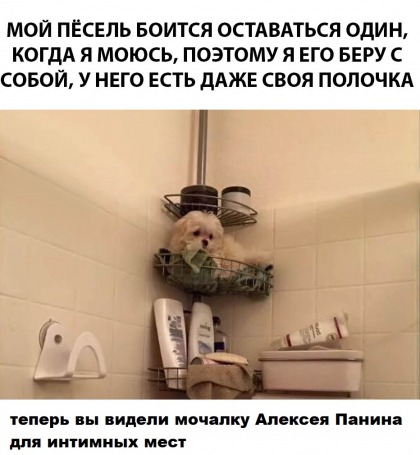 МОЙ ПЁСЕЛЬ БОИТСЯ ОСТАВАТЬСЯ ОДИН,
КОГДА Я МОЮСЬ, ПОЭТОМУ Я ЕГО БЕРУ С
СОБОЙ, У НЕГО ЕСТЬ ДАЖЕ СВОЯ ПОЛОЧКА
теперь вы видели мочалку Алексея Панина
для интимных мест